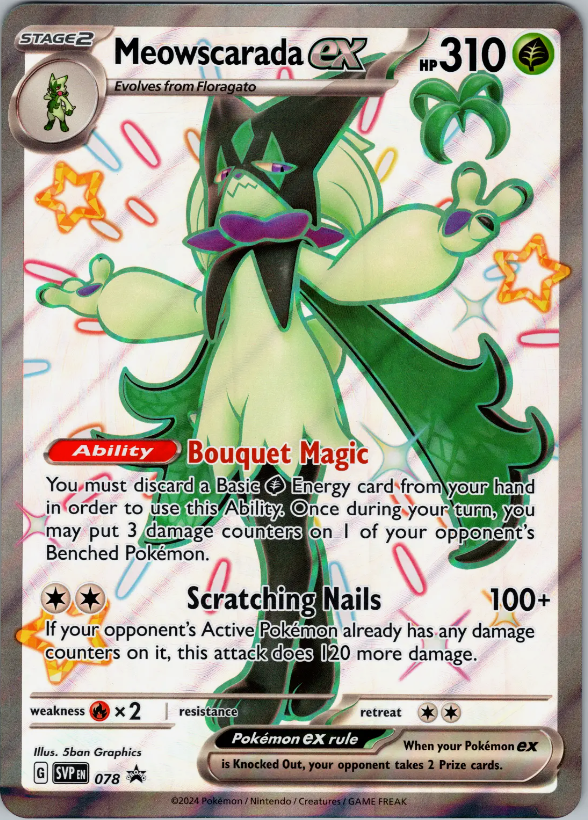 STAGE2
Meowscarada ex
HP 310
Evolves from Floragato
Ability Bouquet Magic
You must discard a Basic Energy card from your hand
in order to use this Ability. Once during your turn, you
may put 3 damage counters on 1 of your opponent's
Benched Pokémon.
Scratching Nails 100+
If your opponent's Active Pokémon already has any damage
counters on it, this attack does 120 more damage.
weakness ×2 resistance retreat
Pokémon ex rule
When your Pokémon ex
is Knocked Out, your opponent takes 2 Prize cards.
Illus. 5ban Graphics
G SVP EN 078
©2024 Pokémon / Nintendo / Creatures / GAME FREAK